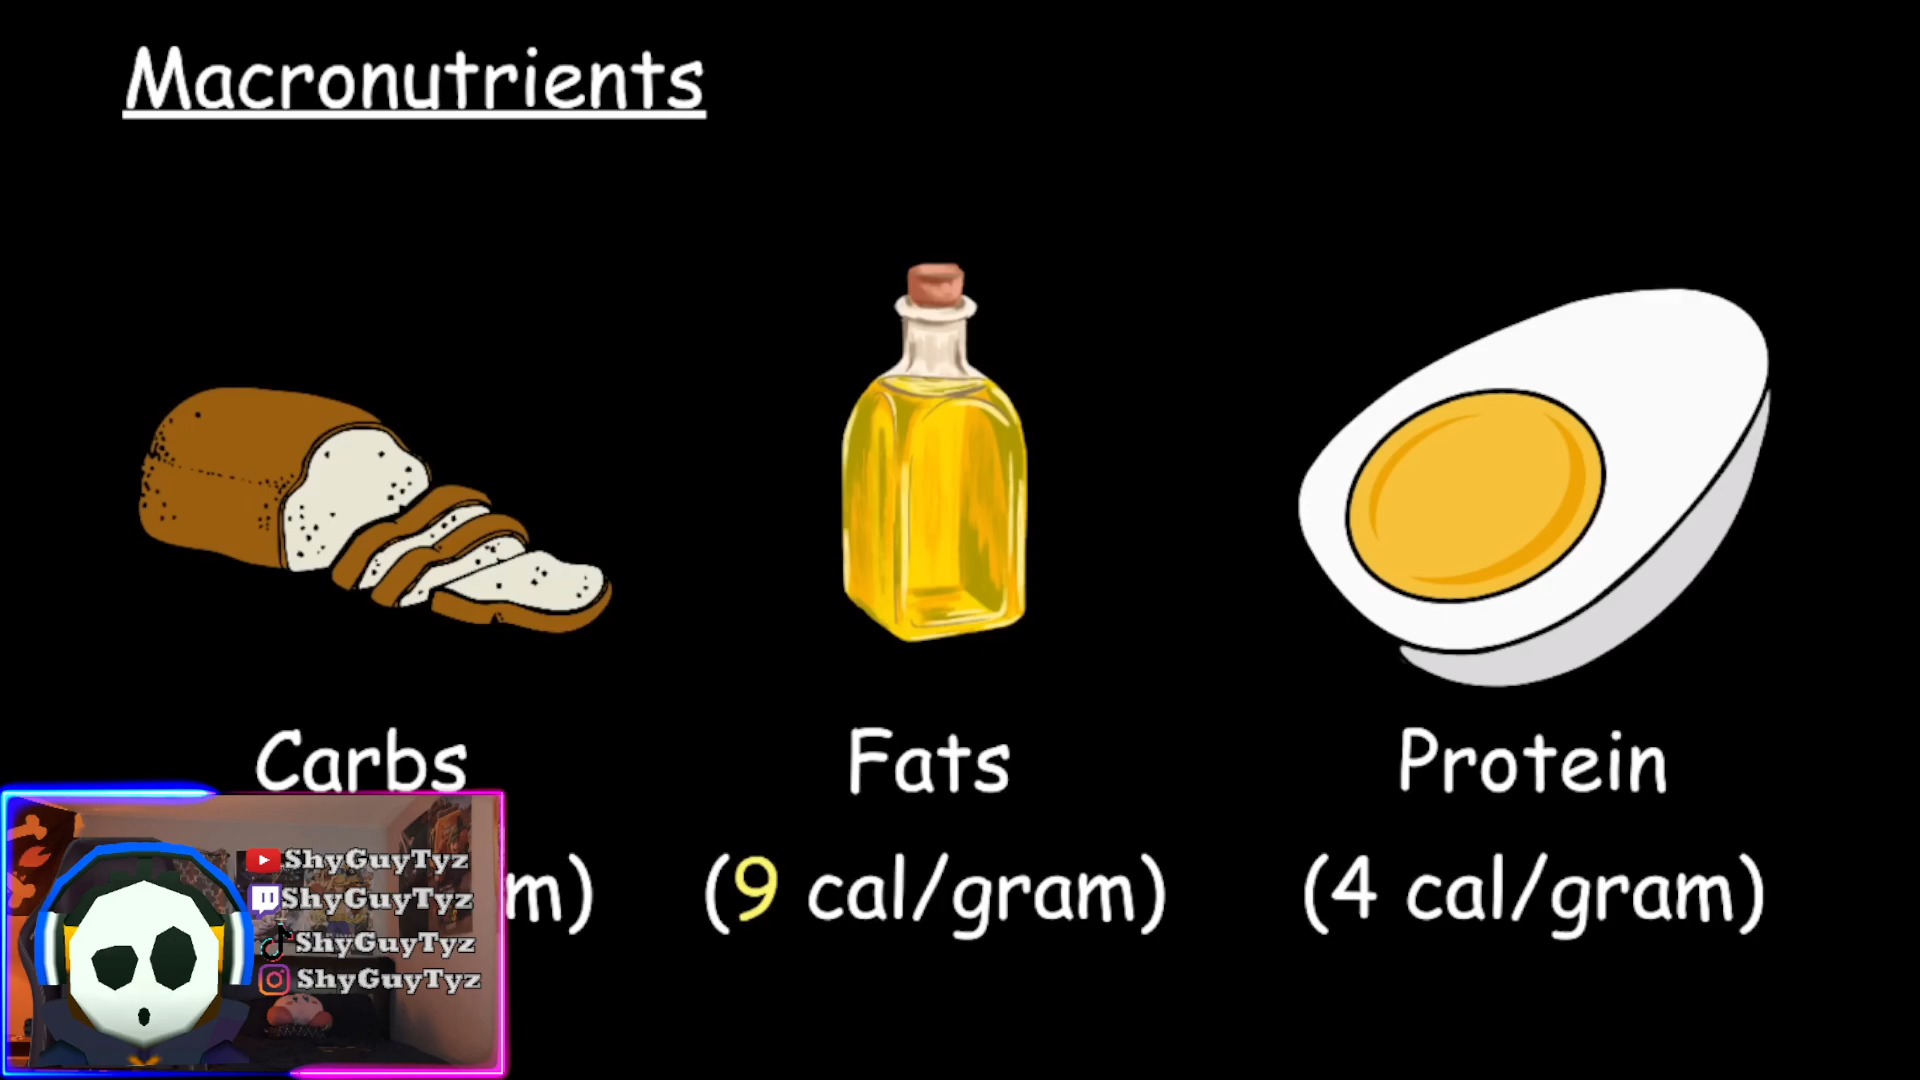 Macronutrients
Carbs
Fats
Protein
m)
(9 cal/gram)
(4 cal/gram)
ShyGuyTyz
ShyGuyTyz
ShyGuyTyz
ShyGuyTyz